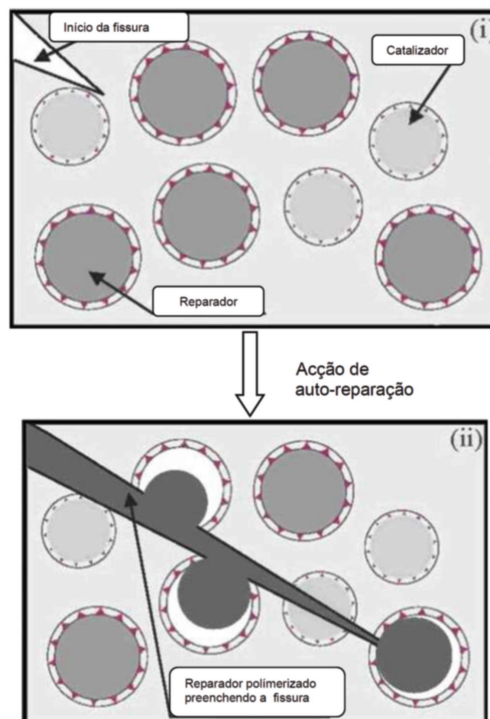 Início da fissura
(i)
Catalizador
Reparador
Acção de
auto-reparação
(ii)
Reparador polimerizado
preenchendo a fissura